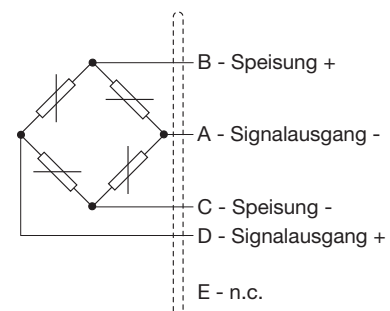 B - Speisung +
A - Signalausgang -
C - Speisung -
D - Signalausgang +
E - n.c.